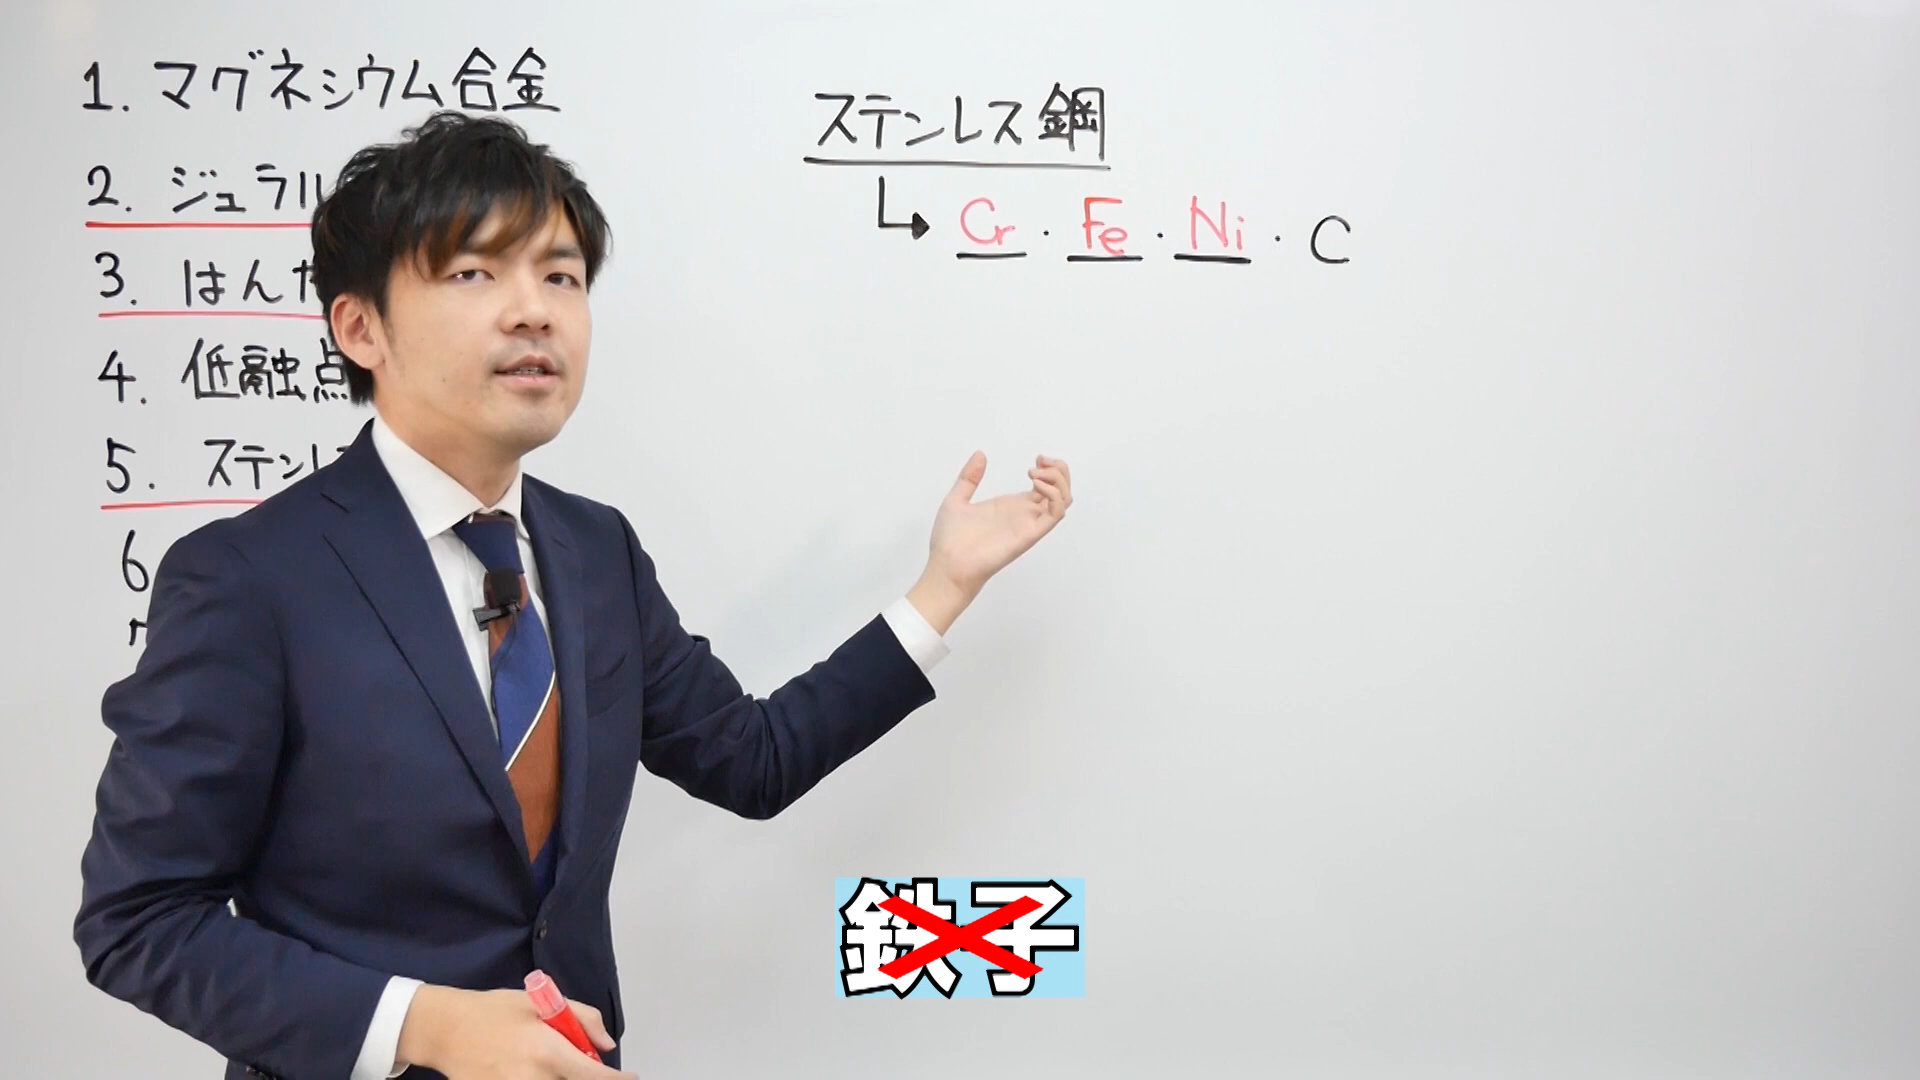 1. マグネシウム合金
2. ジュラル
3. はん
4. 低融点
5. ステンレ
6
ステンレス鋼
↳ Cr・Fe・Ni・C
鉄子